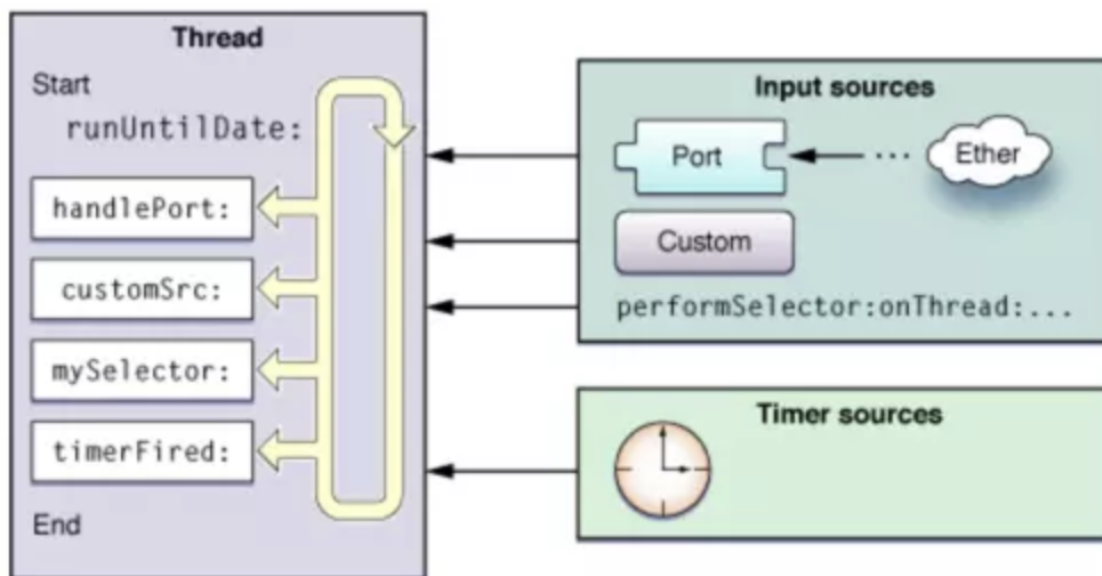 Thread
Start
runUntilDate:
handlePort:
customSrc:
mySelector:
timerFired:
End
Input sources
Port
...
Ether
Custom
performSelector:onThread:...
Timer sources